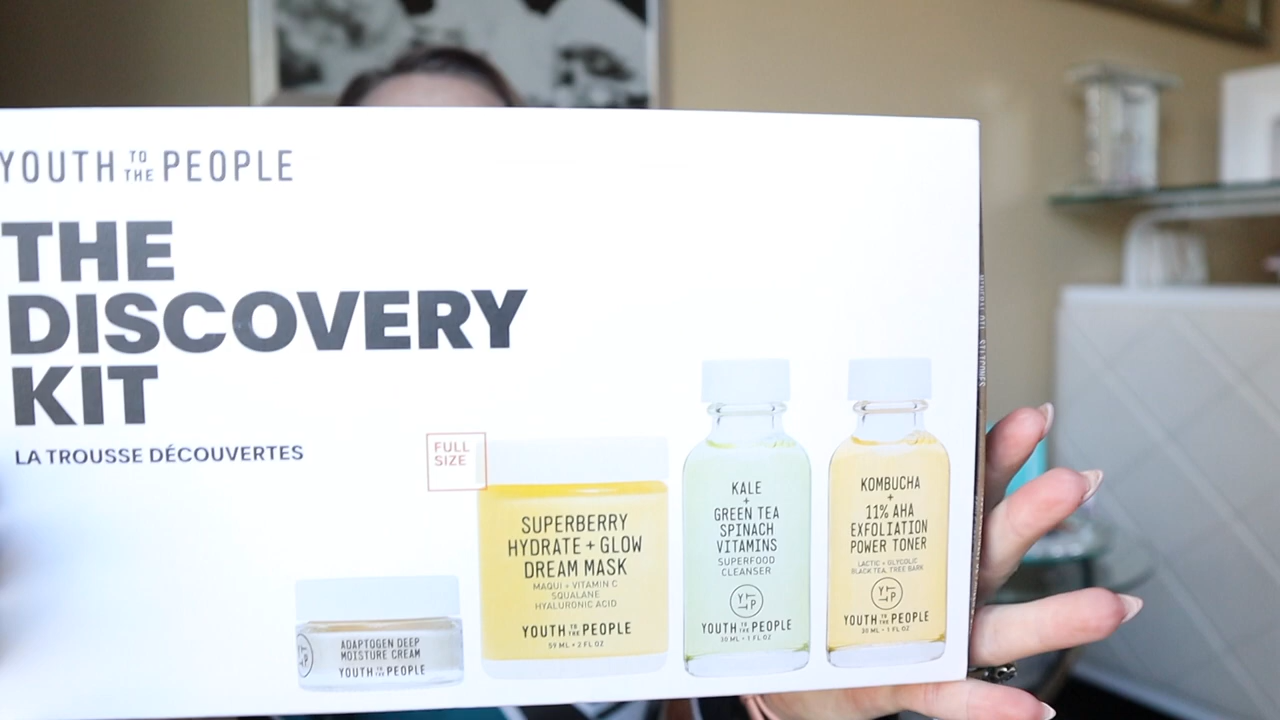 YOUTH TO THE PEOPLE
THE
DISCOVERY
KIT
LA TROUSSE DÉCOUVERTES
FULL
SIZE
ADAPTOGEN DEEP
MOISTURE CREAM
YOUTH TO THE PEOPLE
SUPERBERRY
HYDRATE + GLOW
DREAM MASK
MAQUI + VITAMIN C
SQUALANE
HYALURONIC ACID
YOUTH TO THE PEOPLE
59 ML • 2 FL OZ
KALE
+
GREEN TEA
SPINACH
VITAMINS
SUPERFOOD
CLEANSER
Y T P
YOUTH TO THE PEOPLE
30 ML • 1 FL OZ
KOMBUCHA
+
11% AHA
EXFOLIATION
POWER TONER
LACTIC + GLYCOLIC
BLACK TEA, TREE BARK
Y T P
YOUTH TO THE PEOPLE
30 ML • 1 FL OZ